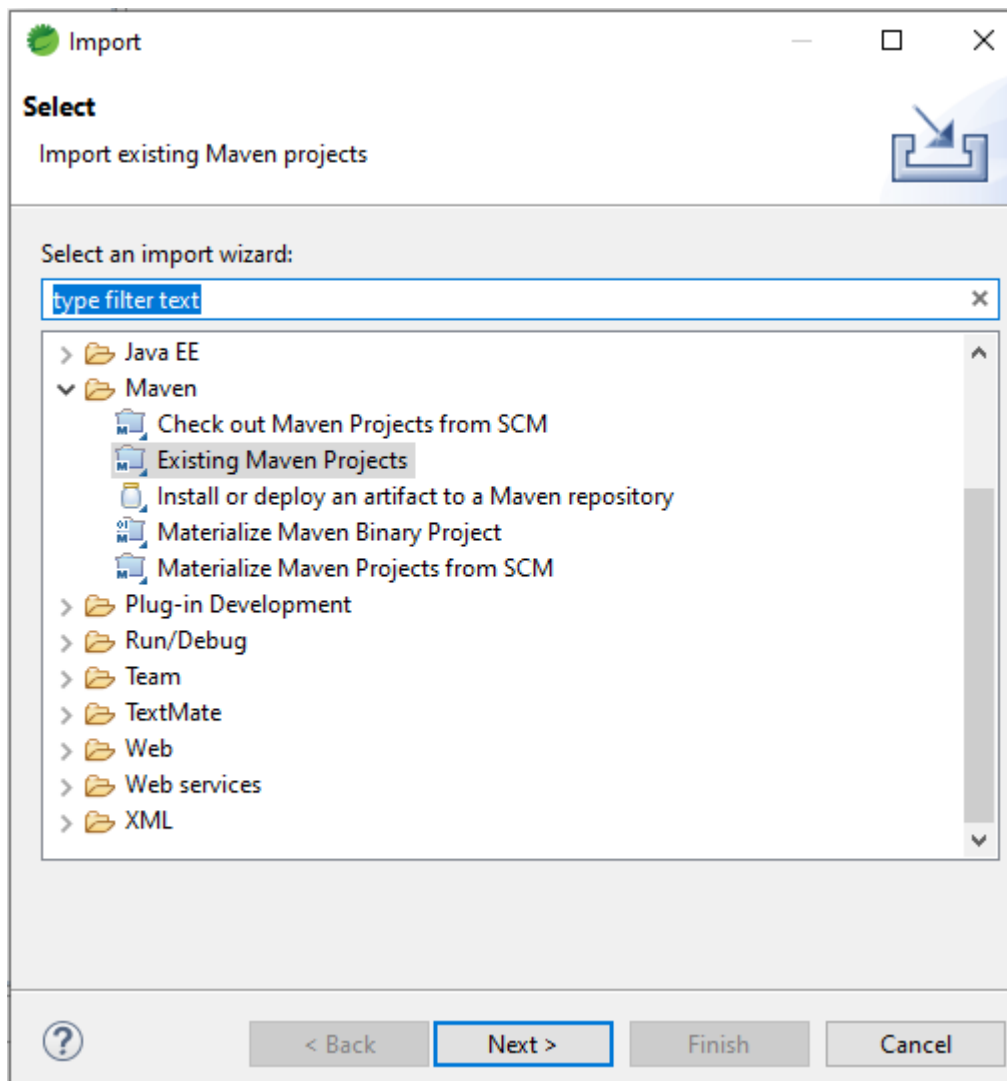 Import
Select
Import existing Maven projects
Select an import wizard:
type filter text
Java EE
Maven
Check out Maven Projects from SCM
Existing Maven Projects
Install or deploy an artifact to a Maven repository
Materialize Maven Binary Project
Materialize Maven Projects from SCM
Plug-in Development
Run/Debug
Team
TextMate
Web
Web services
XML
? < Back Next > Finish Cancel